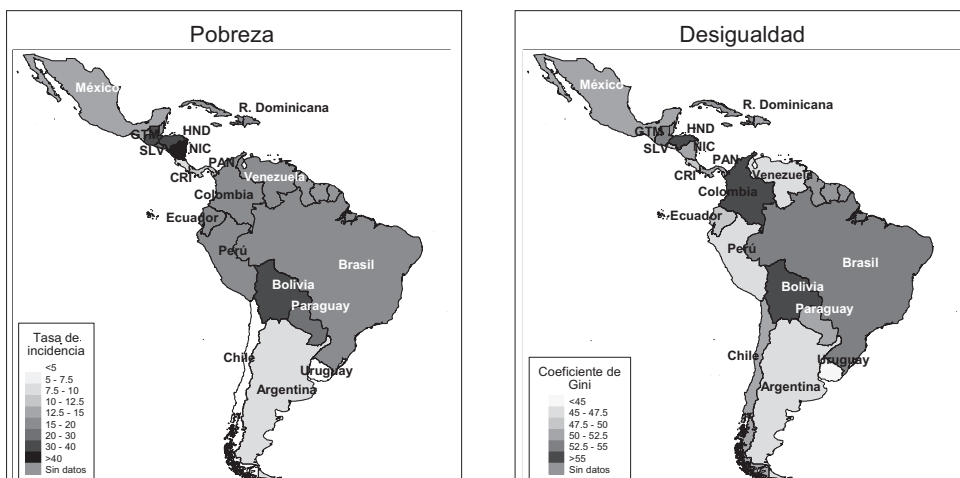 Pobreza
México
R. Dominicana
GTM
HND
SLV
NIC
PAN
CRI
Venezuela
Colombia
Ecuador
Perú
Brasil
Bolivia
Paraguay
Chile
Uruguay
Argentina
Tasa de
incidencia
<5
5 - 7.5
7.5 - 10
10 - 12.5
12.5 - 15
15 - 20
20 - 30
30 - 40
>40
Sin datos
Desigualdad
México
R. Dominicana
GTM
HND
SLV
NIC
PAN
CRI
Venezuela
Colombia
Ecuador
Perú
Brasil
Bolivia
Paraguay
Chile
Uruguay
Argentina
Coeficiente de
Gini
<45
45 - 47.5
47.5 - 50
50 - 52.5
52.5 - 55
>55
Sin datos